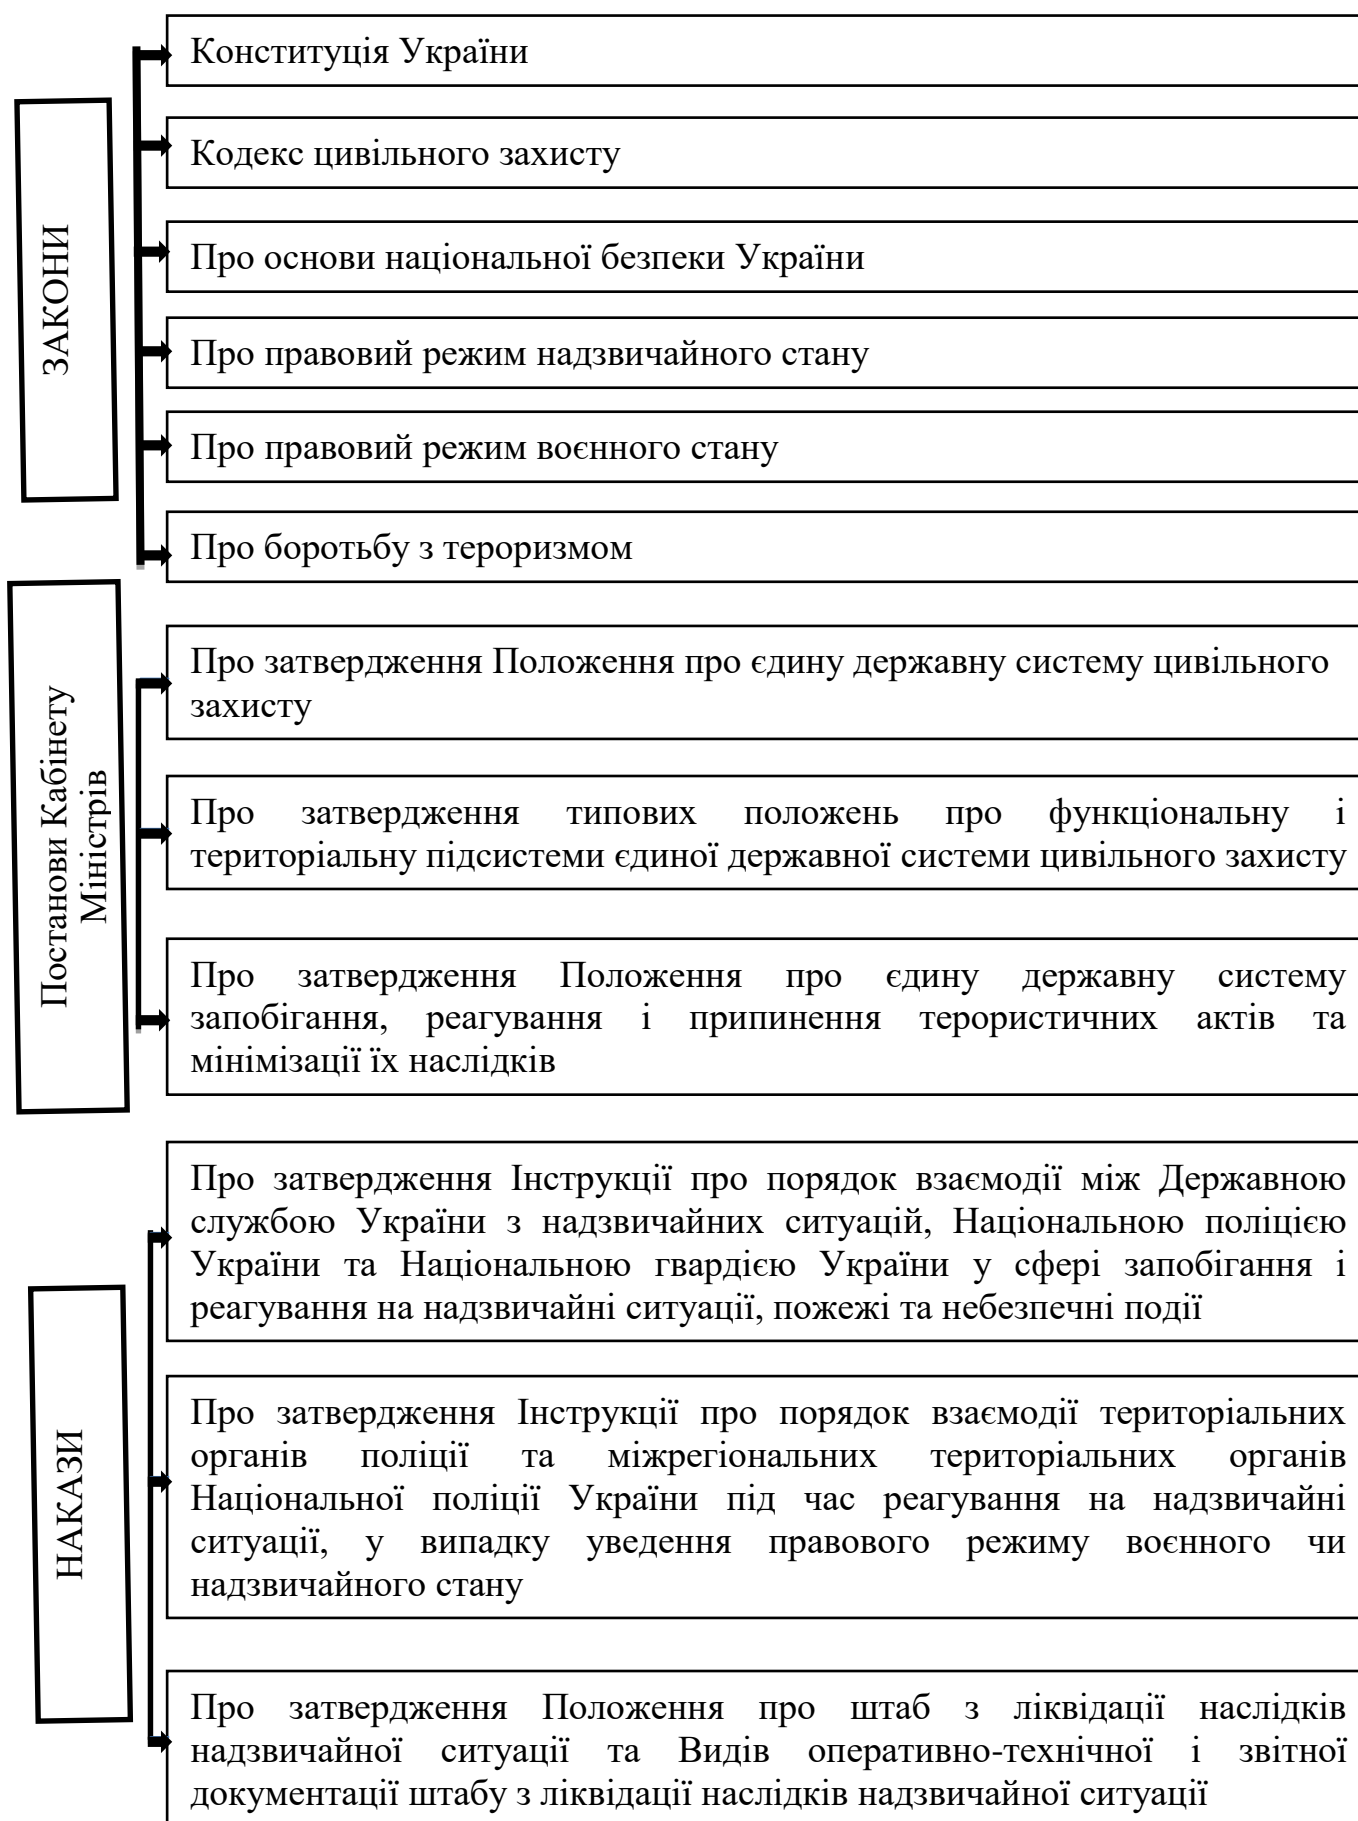 ЗАКОНИ
Конституція України
Кодекс цивільного захисту
Про основи національної безпеки України
Про правовий режим надзвичайного стану
Про правовий режим воєнного стану
Про боротьбу з тероризмом
Постанови Кабінету
Міністрів
Про затвердження Положення про єдину державну систему цивільного
захисту
Про затвердження типових положень про функціональну і
територіальну підсистеми єдиної державної системи цивільного захисту
Про затвердження Положення про єдину державну систему
запобігання, реагування і припинення терористичних актів та
мінімізації їх наслідків
НАКАЗИ
Про затвердження Інструкції про порядок взаємодії між Державною
службою України з надзвичайних ситуацій, Національною поліцією
України та Національною гвардією України у сфері запобігання і
реагування на надзвичайні ситуації, пожежі та небезпечні події
Про затвердження Інструкції про порядок взаємодії територіальних
органів поліції та міжрегіональних територіальних органів
Національної поліції України під час реагування на надзвичайні
ситуації, у випадку уведення правового режиму воєнного чи
надзвичайного стану
Про затвердження Положення про штаб з ліквідації наслідків
надзвичайної ситуації та Видів оперативно-технічної і звітної
документації штабу з ліквідації наслідків надзвичайної ситуації